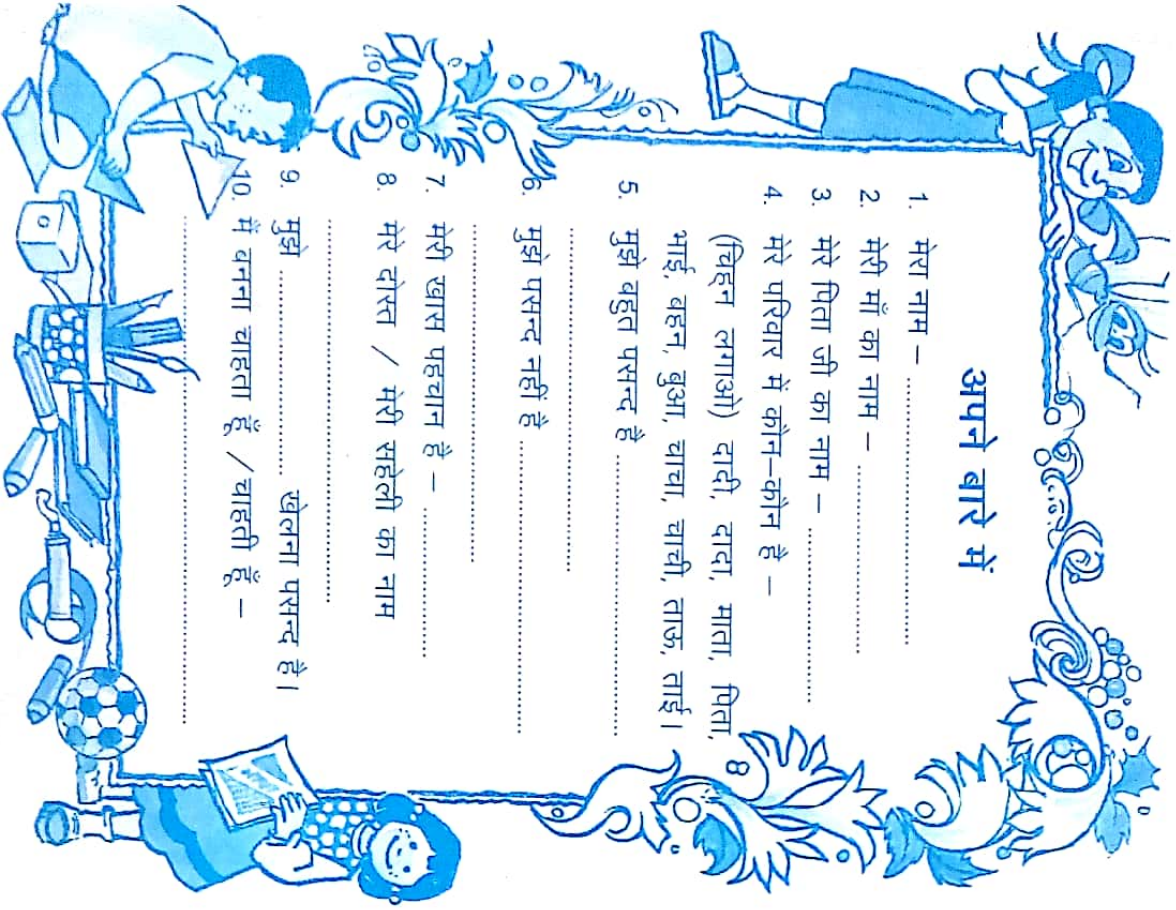 अपने बारे में
1. मेरा नाम – ..............................
2. मेरी माँ का नाम – ..............................
3. मेरे पिता जी का नाम – ..............................
4. मेरे परिवार में कौन-कौन है –
(चिह्न लगाओ) दादी, दादा, माता, पिता,
भाई, बहन, बुआ, चाचा, चाची, ताऊ, ताई।
5. मुझे बहुत पसन्द है ..............................
..............................
6. मुझे पसन्द नहीं है ..............................
..............................
7. मेरी खास पहचान है – ..............................
8. मेरे दोस्त / मेरी सहेली का नाम
..............................
9. मुझे .............................. खेलना पसन्द है।
10. मैं बनना चाहता हूँ / चाहती हूँ –
..............................